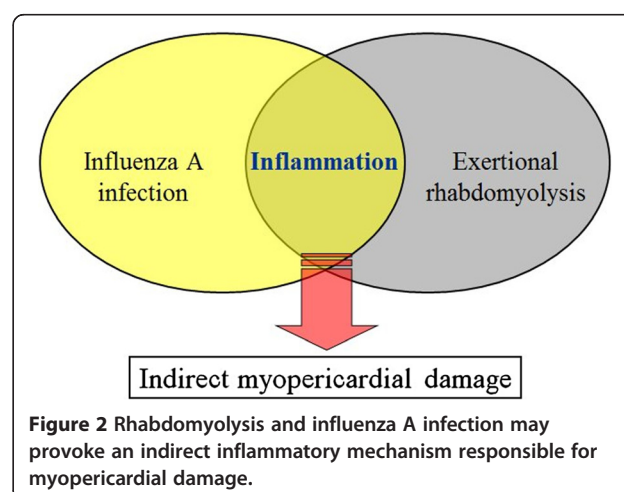 Influenza A
infection
Inflammation
Exertional
rhabdomyolysis
Indirect myopericardial damage
Figure 2 Rhabdomyolysis and influenza A infection may
provoke an indirect inflammatory mechanism responsible for
myopericardial damage.